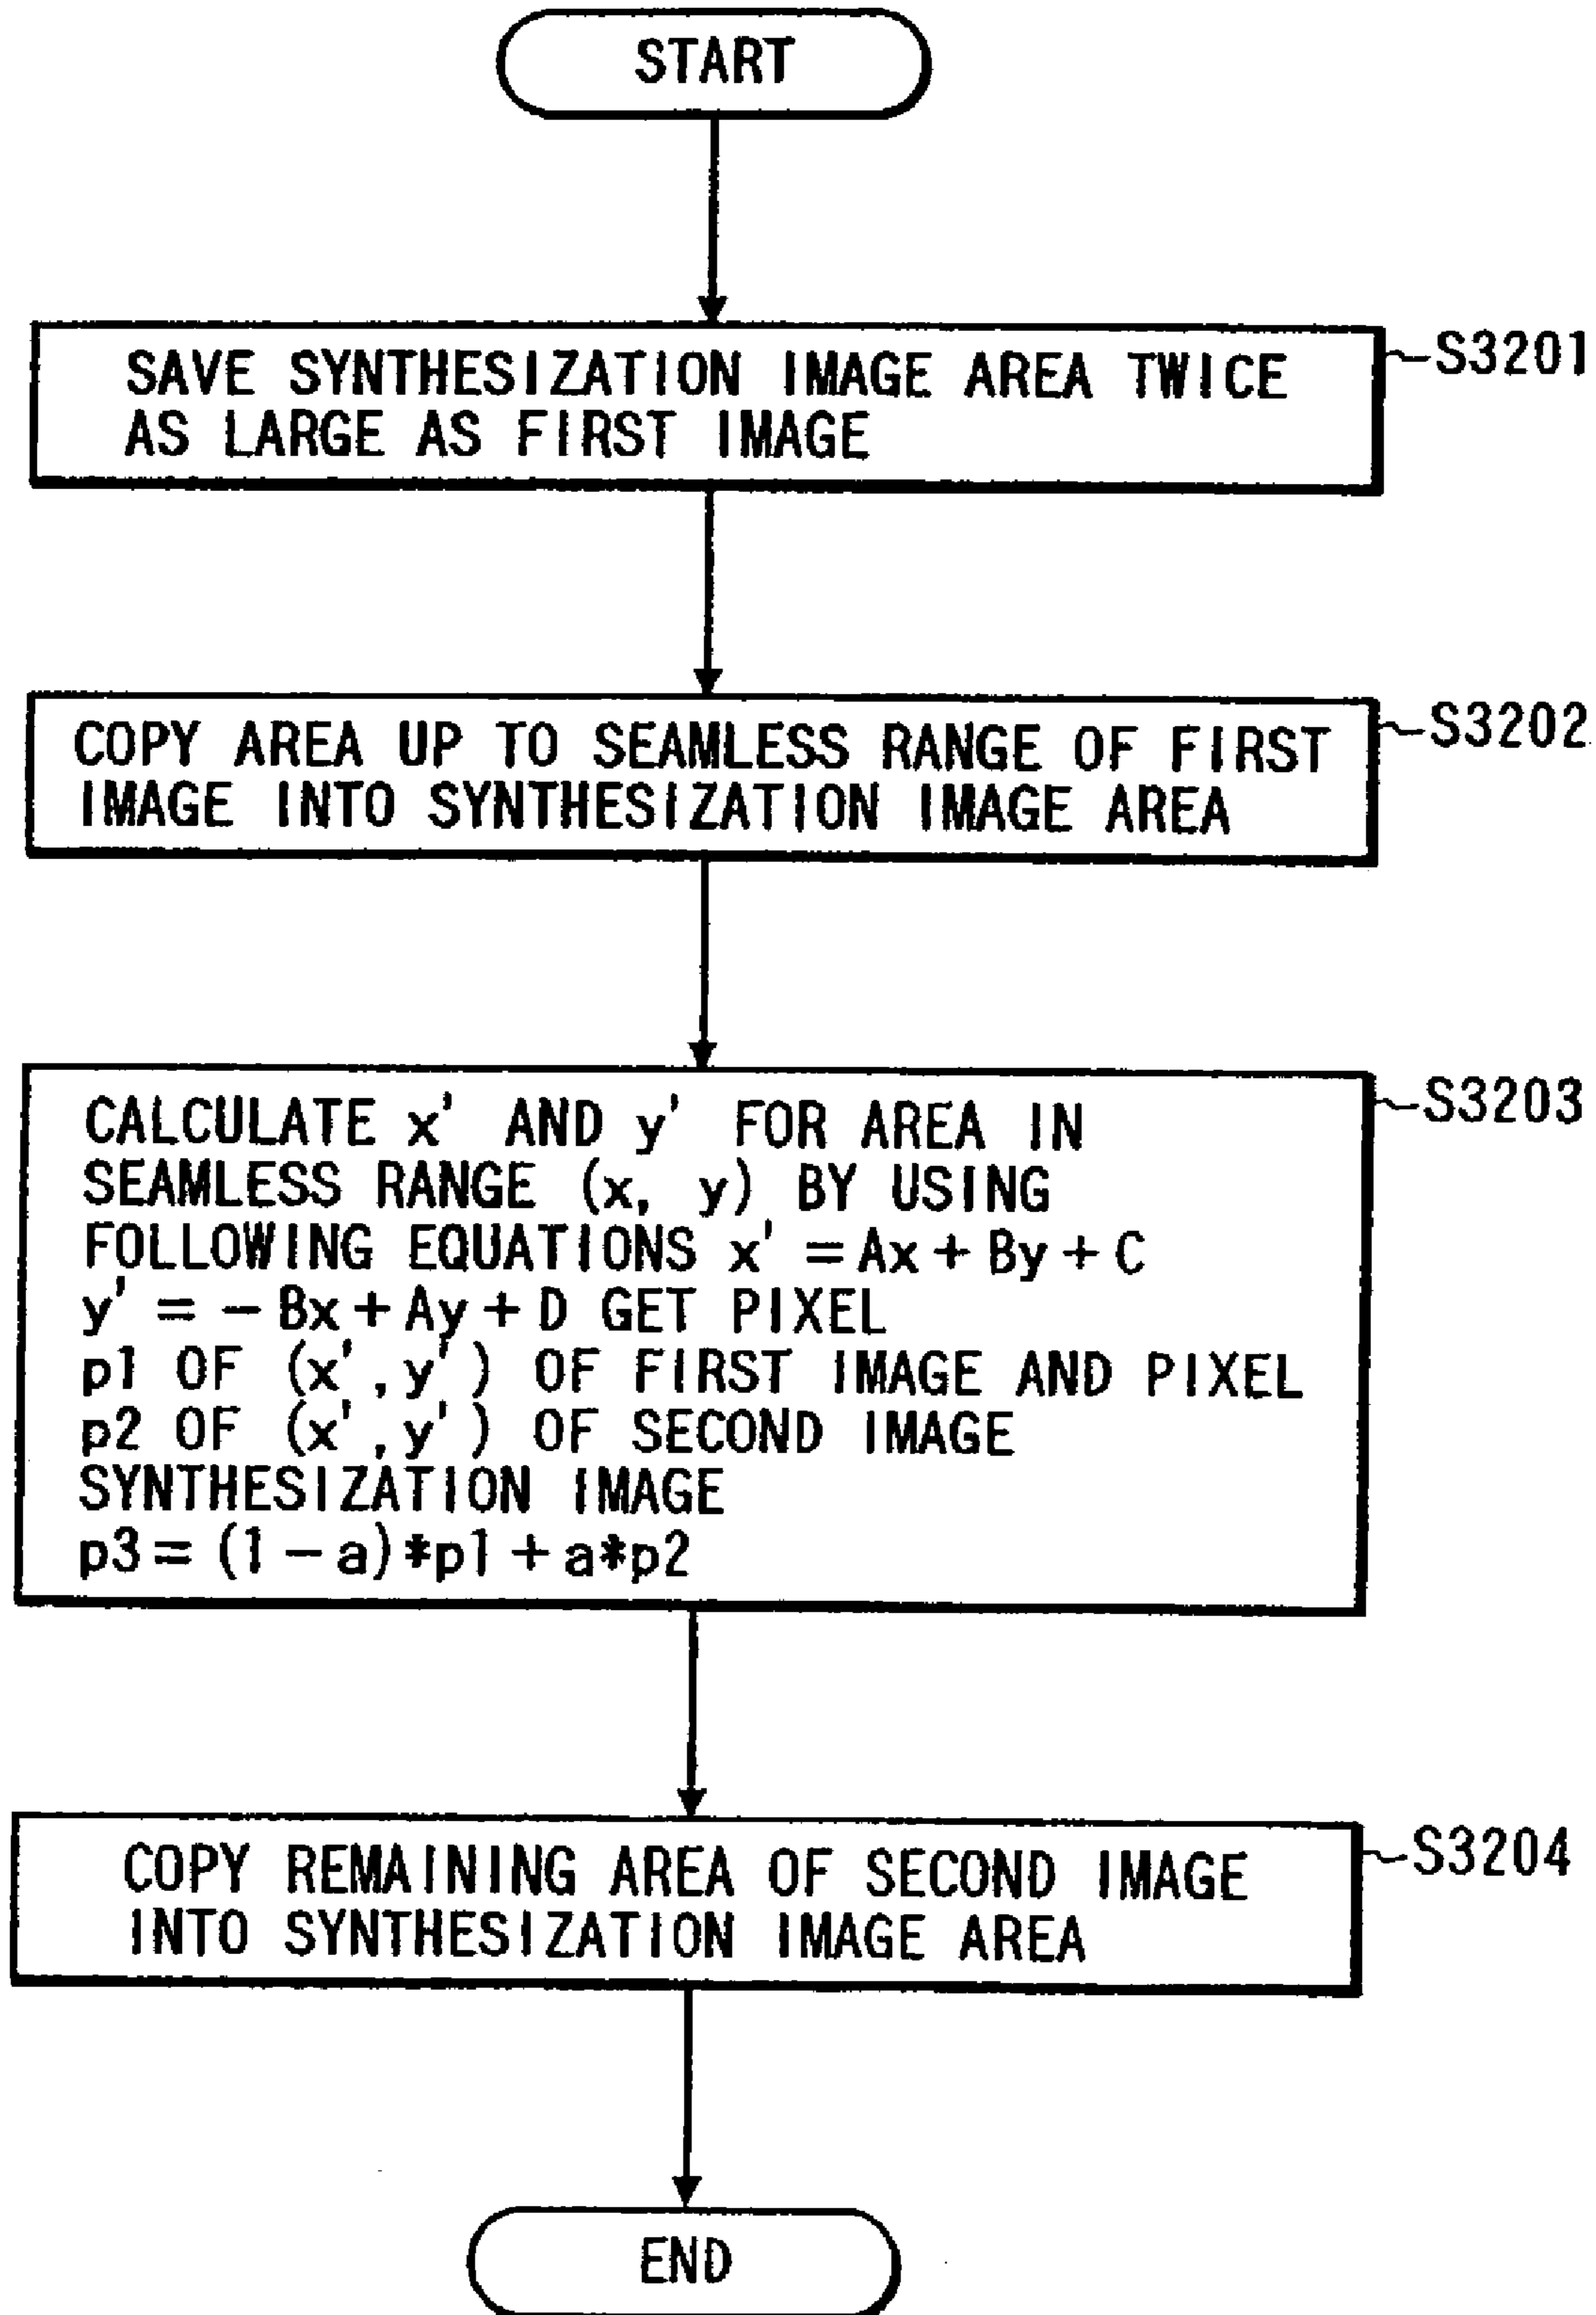 START
SAVE SYNTHESIZATION IMAGE AREA TWICE
AS LARGE AS FIRST IMAGE
S3201
COPY AREA UP TO SEAMLESS RANGE OF FIRST
IMAGE INTO SYNTHESIZATION IMAGE AREA
S3202
CALCULATE x' AND y' FOR AREA IN
SEAMLESS RANGE (x, y) BY USING
FOLLOWING EQUATIONS x' = Ax + By + C
y' = - Bx + Ay + D GET PIXEL
p1 OF (x', y') OF FIRST IMAGE AND PIXEL
p2 OF (x', y') OF SECOND IMAGE
SYNTHESIZATION IMAGE
p3 = (1 - a)*p1 + a*p2
S3203
COPY REMAINING AREA OF SECOND IMAGE
INTO SYNTHESIZATION IMAGE AREA
S3204
END